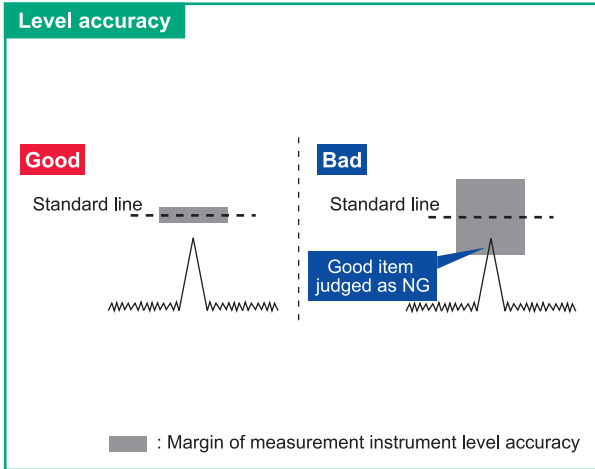 Level accuracy
Good
Standard line
Bad
Standard line
Good item
judged as NG
: Margin of measurement instrument level accuracy